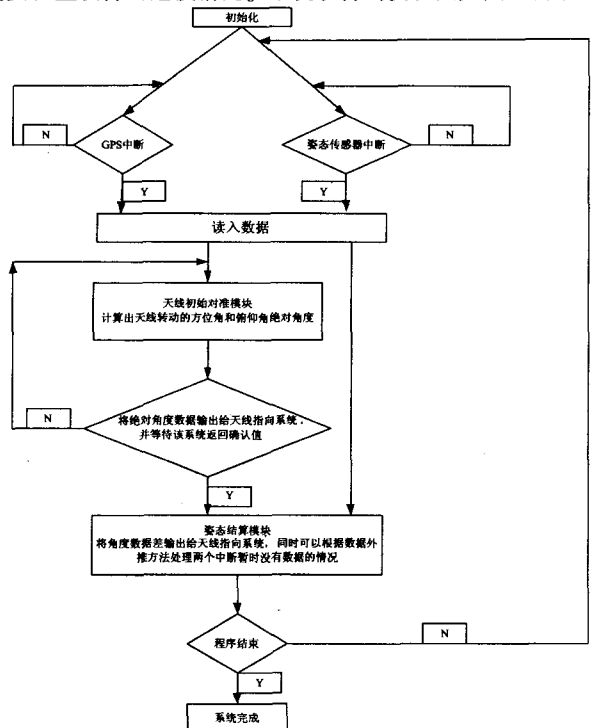 初始化
N
GPS中断
姿态传感器中断
N
Y
Y
读入数据
天线初始对准模块
计算出天线转动的方位角和俯仰角绝对角度
N
将绝对角度数据输出给天线指向系统，
并等待该系统返回确认值
Y
姿态结算模块
将角度数据差输出给天线指向系统，同时可以根据数据外
推方法处理两个中断暂时没有数据的情况
程序结束
N
Y
系统完成